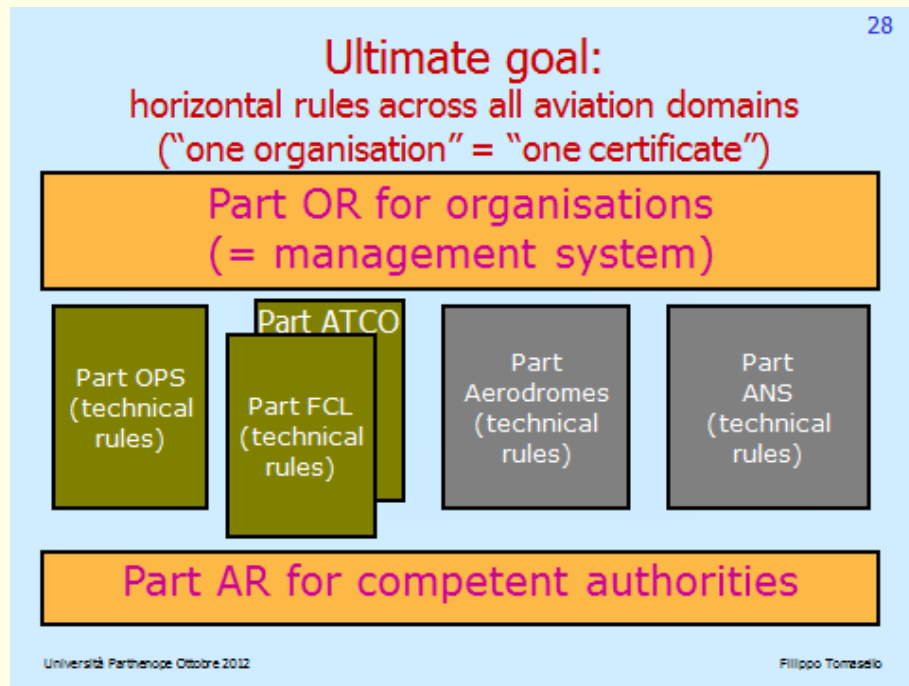 28
Ultimate goal:
horizontal rules across all aviation domains
(“one organisation” = “one certificate”)
Part OR for organisations
(= management system)
Part OPS
(technical
rules)
Part ATCO
Part FCL
(technical
rules)
Part
Aerodromes
(technical
rules)
Part
ANS
(technical
rules)
Part AR for competent authorities
Università Parthenope Ottobre 2012
Filippo Tomasello